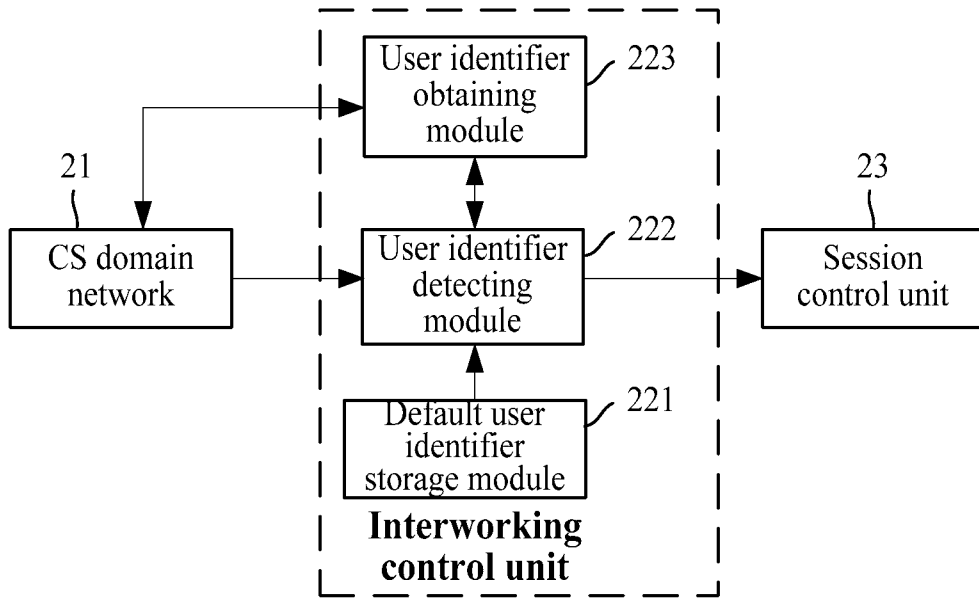 User identifier
obtaining
module
223
21
CS domain
network
User identifier
detecting
module
222
23
Session
control unit
Default user
identifier
storage module
221
Interworking
control unit